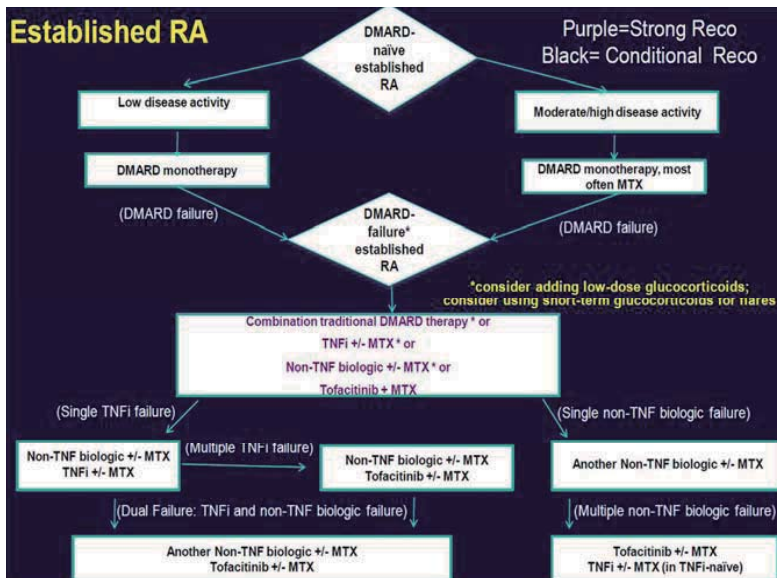 Established RA
Purple=Strong Reco
Black= Conditional Reco
DMARD-
naïve
established
RA
Low disease activity
Moderate/high disease activity
DMARD monotherapy
DMARD monotherapy, most
often MTX
(DMARD failure)
(DMARD failure)
DMARD-
failure*
established
RA
*consider adding low-dose glucocorticoids;
consider using short-term glucocorticoids for flares
Combination traditional DMARD therapy * or
TNFi +/- MTX * or
Non-TNF biologic +/- MTX * or
Tofacitinib + MTX
(Single TNFi failure)
(Single non-TNF biologic failure)
Non-TNF biologic +/- MTX
TNFi +/- MTX
(Multiple TNFi failure)
Non-TNF biologic +/- MTX
Tofacitinib +/- MTX
Another Non-TNF biologic +/- MTX
(Dual Failure: TNFi and non-TNF biologic failure)
(Multiple non-TNF biologic failure)
Another Non-TNF biologic +/- MTX
Tofacitinib +/- MTX
Tofacitinib +/- MTX
TNFi +/- MTX (in TNFi-naïve)